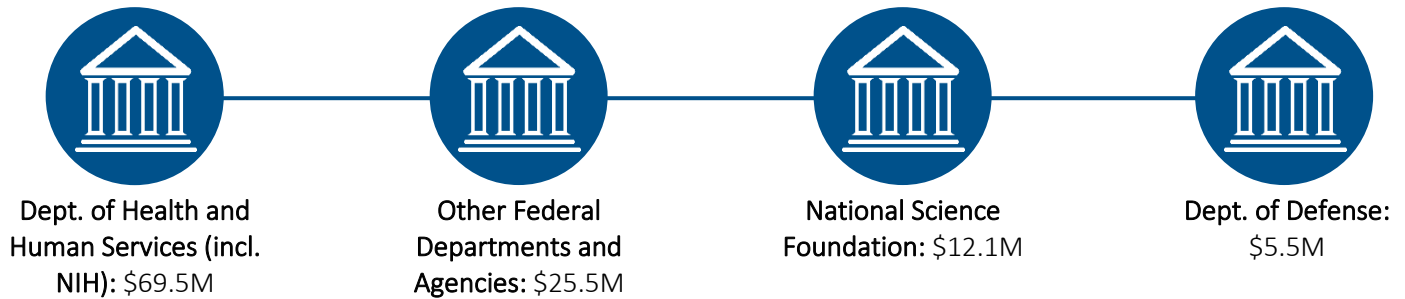 Dept. of Health and
Human Services (incl.
NIH): $69.5M
Other Federal
Departments and
Agencies: $25.5M
National Science
Foundation: $12.1M
Dept. of Defense:
$5.5M